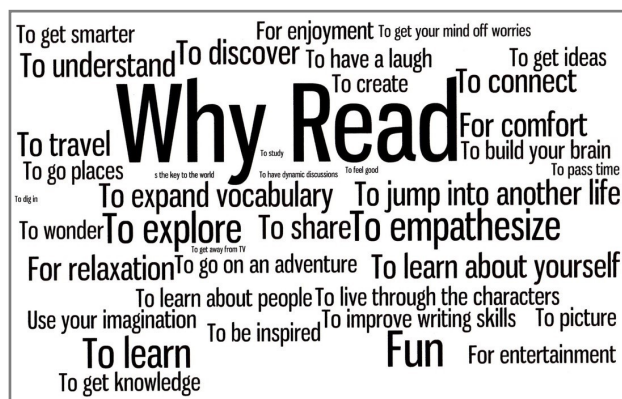 To get smarter
For enjoyment
To get your mind off worries
To understand
To discover
To have a laugh
To get ideas
To create
To connect
Why Read
To travel
For comfort
To study
To build your brain
To go places
s the key to the world
To have dynamic discussions
To feel good
To pass time
To dig in
To expand vocabulary
To jump into another life
To wonder
To explore
To share
To empathesize
To get away from TV
For relaxation
To go on an adventure
To learn about yourself
To learn about people
To live through the characters
Use your imagination
To be inspired
To improve writing skills
To picture
To learn
Fun
For entertainment
To get knowledge